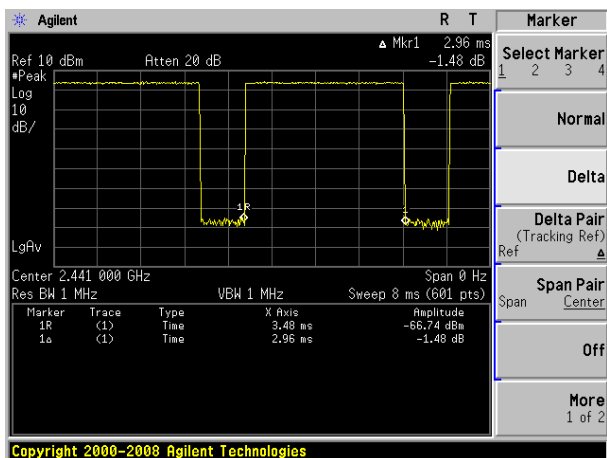 Agilent R T Marker
Δ Mkr1 2.96 ms
Ref 10 dBm Atten 20 dB -1.48 dB
#Peak
Log
10
dB/
1R
1
LgAv
Center 2.441 000 GHz Span 0 Hz
Res BW 1 MHz VBW 1 MHz Sweep 8 ms (601 pts)
Marker Trace Type X Axis Amplitude
1R (1) Time 3.48 ms -66.74 dBm
1Δ (1) Time 2.96 ms -1.48 dB
Select Marker
1 2 3 4
Normal
Delta
Delta Pair
(Tracking Ref)
Ref Δ
Span Pair
Span Center
Off
More
1 of 2
Copyright 2000-2008 Agilent Technologies